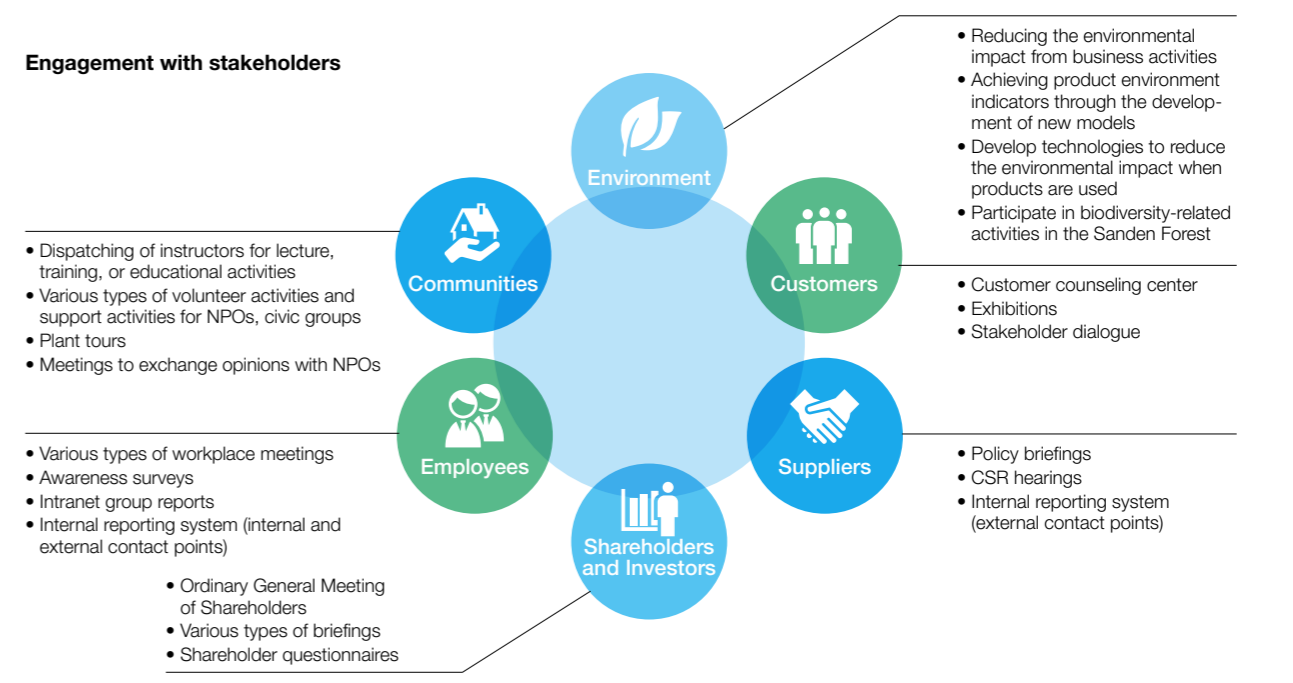 Engagement with stakeholders
Environment
• Reducing the environmental
impact from business activities
• Achieving product environment
indicators through the develop-
ment of new models
• Develop technologies to reduce
the environmental impact when
products are used
• Participate in biodiversity-related
activities in the Sanden Forest
Customers
• Customer counseling center
• Exhibitions
• Stakeholder dialogue
Suppliers
• Policy briefings
• CSR hearings
• Internal reporting system
(external contact points)
Shareholders
and Investors
• Ordinary General Meeting
of Shareholders
• Various types of briefings
• Shareholder questionnaires
Employees
• Various types of workplace meetings
• Awareness surveys
• Intranet group reports
• Internal reporting system (internal and
external contact points)
Communities
• Dispatching of instructors for lecture,
training, or educational activities
• Various types of volunteer activities and
support activities for NPOs, civic groups
• Plant tours
• Meetings to exchange opinions with NPOs